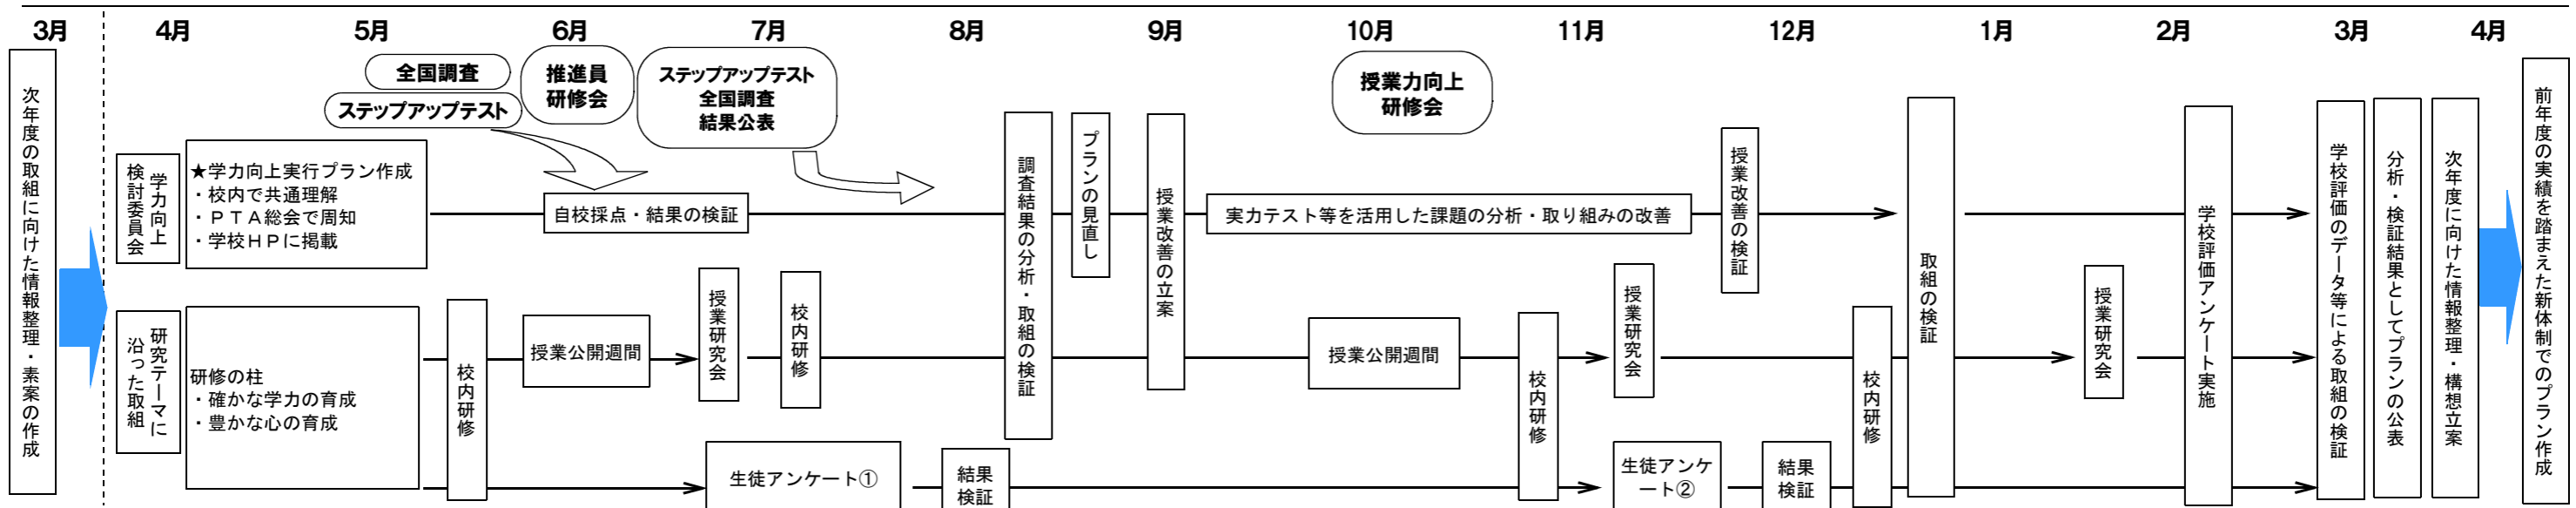 3月
4月
5月
6月
7月
8月
9月
10月
11月
12月
1月
2月
3月
4月
次年度の取組に向けた情報整理・素案の作成
全国調査
ステップアップテスト
推進員
研修会
ステップアップテスト
全国調査
結果公表
授業力向上
研修会
学力向上
検討委員会
★学力向上実行プラン作成
・校内で共通理解
・ＰＴＡ総会で周知
・学校ＨＰに掲載
自校採点・結果の検証
調査結果の分析・取組の検証
プランの見直し
授業改善の立案
実力テスト等を活用した課題の分析・取り組みの改善
授業改善の検証
取組の検証
学校評価アンケート実施
学校評価のデータ等による取組の検証
分析・検証結果としてプランの公表
次年度に向けた情報整理・構想立案
前年度の実績を踏まえた新体制でのプラン作成
研究テーマに
沿った取組
研修の柱
・確かな学力の育成
・豊かな心の育成
校内研修
授業公開週間
授業研究会
校内研修
授業公開週間
校内研修
授業研究会
校内研修
授業研究会
生徒アンケート①
結果
検証
生徒アンケ
ート②
結果
検証